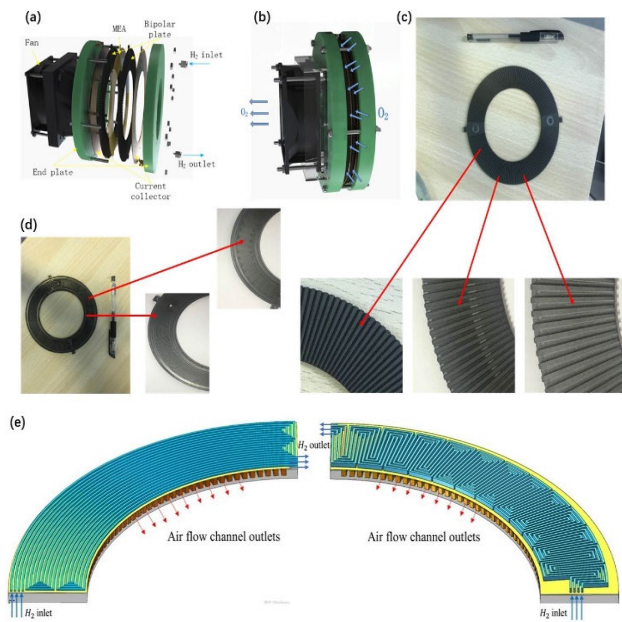 (a)
Fan
MEA
Bipolar
plate
H2 inlet
H2 outlet
End plate
Current
collector
(b)
O2
O2
(c)
(d)
(e)
H2 outlet
Air flow channel outlets
Air flow channel outlets
H2 inlet
H2 inlet